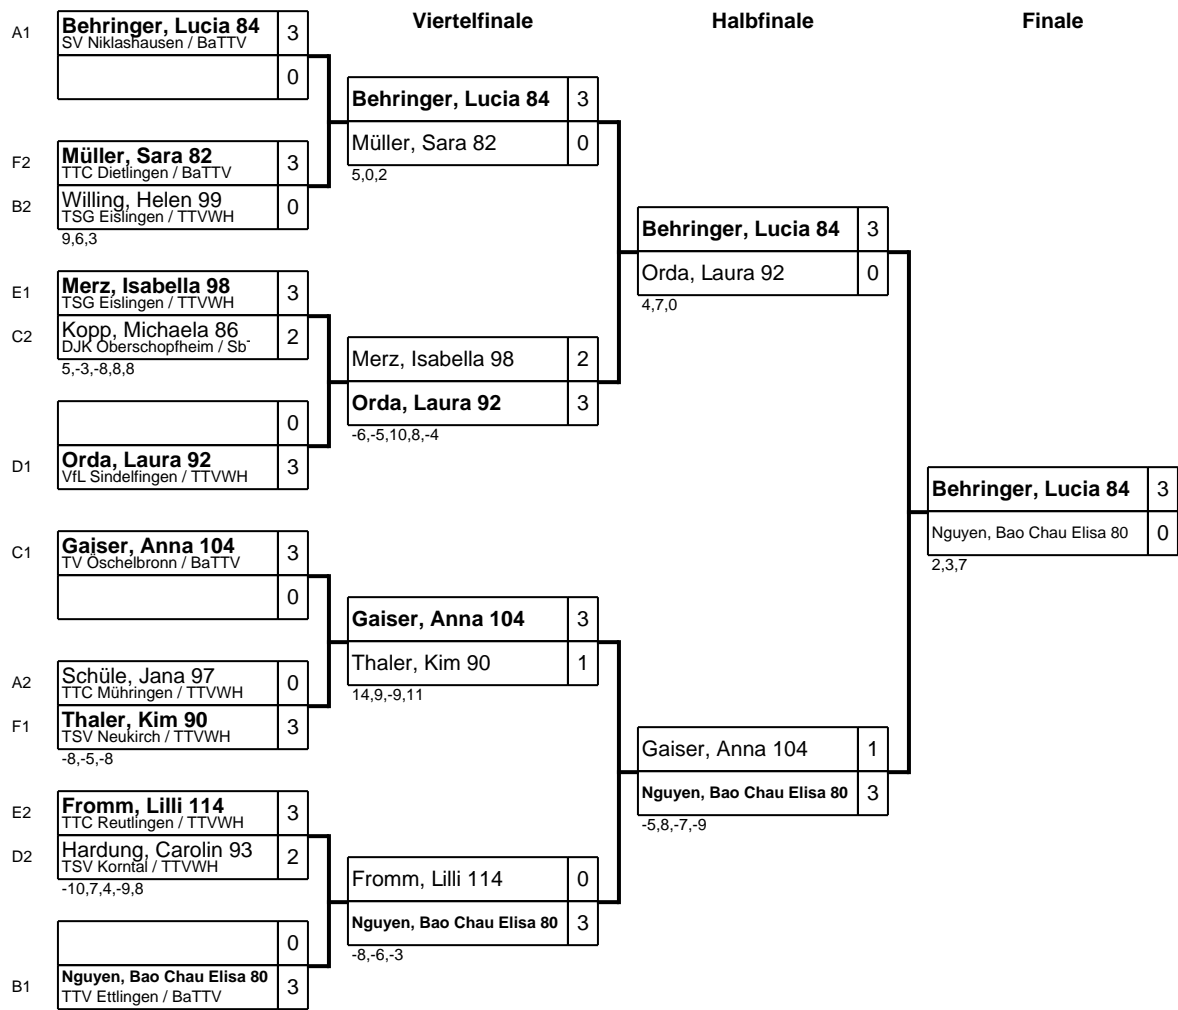 Viertelfinale
Halbfinale
Finale
A1
Behringer, Lucia 84 3
SV Niklashausen / BaTTV
0
F2
Müller, Sara 82 3
TTC Dietlingen / BaTTV
B2
Willing, Helen 99 0
TSG Eislingen / TTVWH
9,6,3
E1
Merz, Isabella 98 3
TSG Eislingen / TTVWH
C2
Kopp, Michaela 86 2
DJK Oberschopfheim / Sb
5,-3,-8,8,8
0
D1
Orda, Laura 92 3
VfL Sindelfingen / TTVWH
C1
Gaiser, Anna 104 3
TV Öschelbronn / BaTTV
0
A2
Schüle, Jana 97 0
TTC Mühringen / TTVWH
F1
Thaler, Kim 90 3
TSV Neukirch / TTVWH
-8,-5,-8
E2
Fromm, Lilli 114 3
TTC Reutlingen / TTVWH
D2
Hardung, Carolin 93 2
TSV Korntal / TTVWH
-10,7,4,-9,8
0
B1
Nguyen, Bao Chau Elisa 80 3
TTV Ettlingen / BaTTV
Behringer, Lucia 84 3
Müller, Sara 82 0
5,0,2
Merz, Isabella 98 2
Orda, Laura 92 3
-6,-5,10,8,-4
Gaiser, Anna 104 3
Thaler, Kim 90 1
14,9,-9,11
Fromm, Lilli 114 0
Nguyen, Bao Chau Elisa 80 3
-8,-6,-3
Behringer, Lucia 84 3
Orda, Laura 92 0
4,7,0
Gaiser, Anna 104 1
Nguyen, Bao Chau Elisa 80 3
-5,8,-7,-9
Behringer, Lucia 84 3
Nguyen, Bao Chau Elisa 80 0
2,3,7